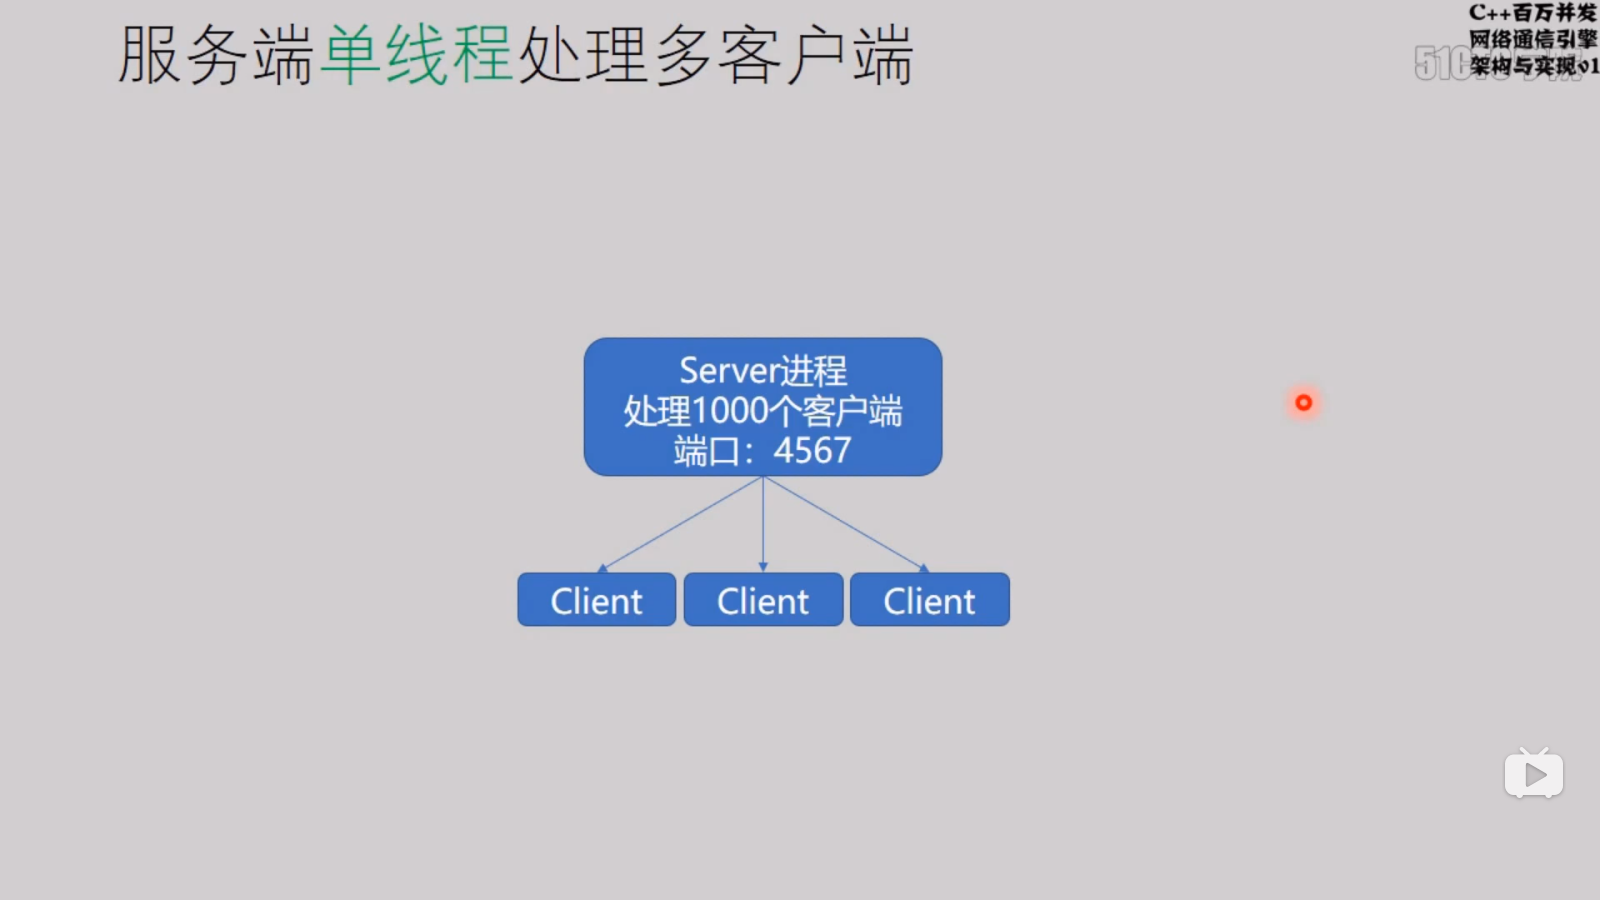 服务端单线程处理多客户端
C++百万并发
网络通信引擎
架构与实现v1
Server进程
处理1000个客户端
端口：4567
Client
Client
Client